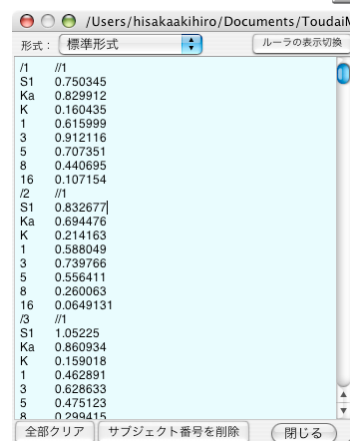 /Users/hisakaakihiro/Documents/ToudaiM
形式： 標準形式 ルーラの表示切換
/1 //1
S1 0.750345
Ka 0.829912
K 0.160435
1 0.615999
3 0.912116
5 0.707351
8 0.440695
16 0.107154
/2 //1
S1 0.832677
Ka 0.694476
K 0.214163
1 0.588049
3 0.739766
5 0.556411
8 0.260063
16 0.0649131
/3 //1
S1 1.05225
Ka 0.860934
K 0.159018
1 0.462891
3 0.628633
5 0.475123
8 0.299415
全部クリア サブジェクト番号を削除 閉じる